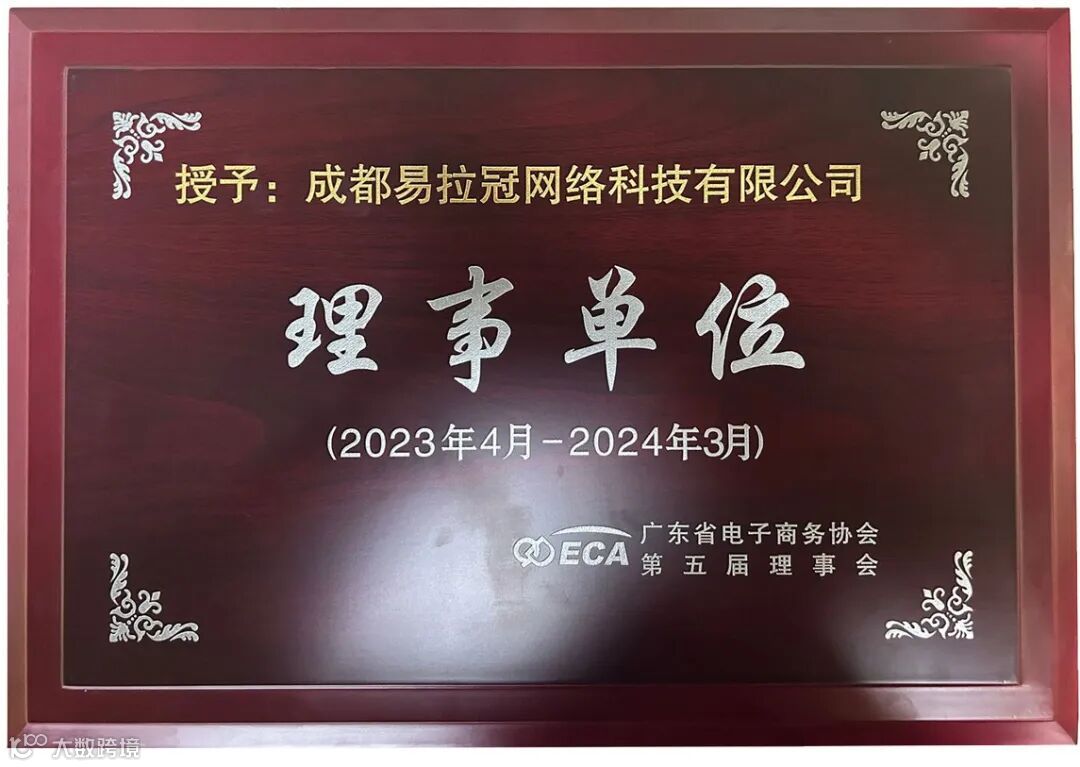 授予：成都易拉冠网络科技有限公司
理事单位
(2023年4月-2024年3月)
ECA
广东省电子商务协会
第五届理事会
大数跨境